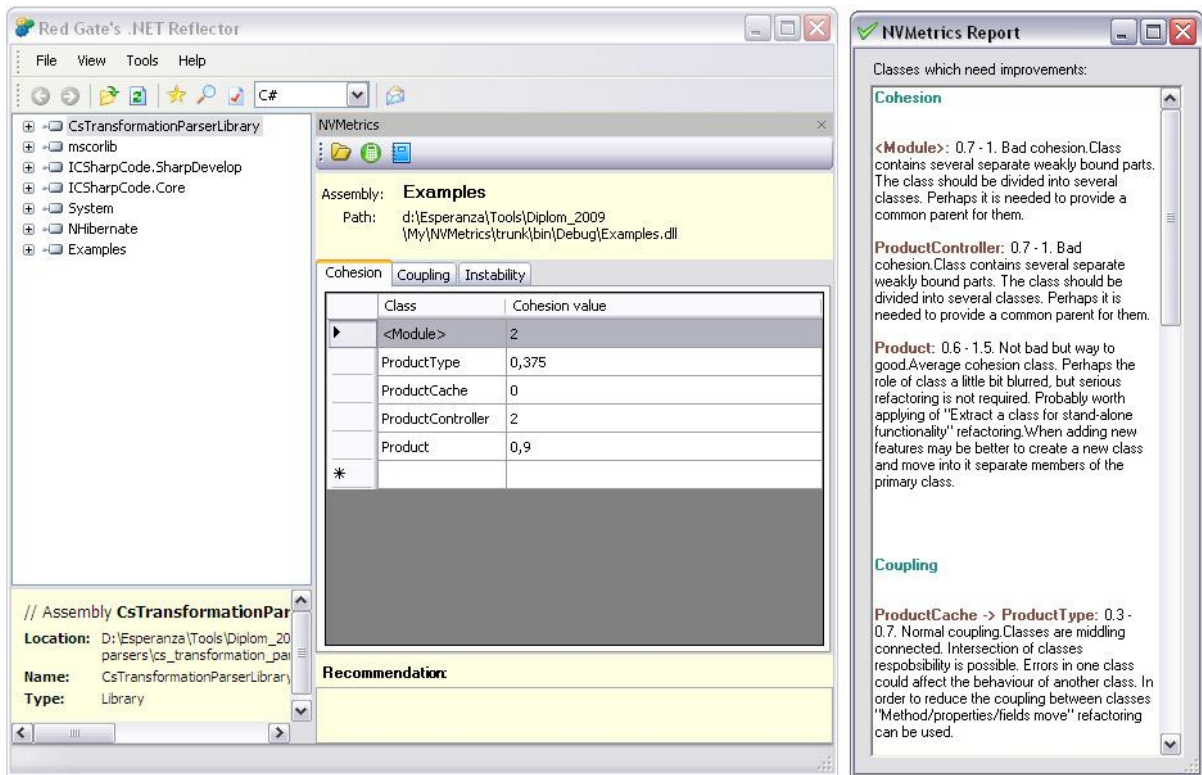 Red Gate's .NET Reflector
File View Tools Help
C#
CsTransformationParserLibrary
mscorlib
ICSharpCode.SharpDevelop
ICSharpCode.Core
System
NHibernate
Examples
// Assembly CsTransformationPar
Location: D:\Esperanza\Tools\Diplom_20
parsers\cs_transformation_pa
Name: CsTransformationParserLibrary
Type: Library
NVMetrics
Assembly: Examples
Path: d:\Esperanza\Tools\Diplom_2009
\My\NVMetrics\trunk\bin\Debug\Examples.dll
Cohesion Coupling Instability
Class Cohesion value
<Module> 2
ProductType 0,375
ProductCache 0
ProductController 2
Product 0,9
Recommendation:
NVMetrics Report
Classes which need improvements:
Cohesion
<Module>: 0.7 - 1. Bad cohesion.Class
contains several separate weakly bound parts.
The class should be divided into several
classes. Perhaps it is needed to provide a
common parent for them.
ProductController: 0.7 - 1. Bad
cohesion.Class contains several separate
weakly bound parts. The class should be
divided into several classes. Perhaps it is
needed to provide a common parent for them.
Product: 0.6 - 1.5. Not bad but way to
good.Average cohesion class. Perhaps the
role of class a little bit blurred, but serious
refactoring is not required. Probably worth
applying of "Extract a class for stand-alone
functionality" refactoring.When adding new
features may be better to create a new class
and move into it separate members of the
primary class.
Coupling
ProductCache -> ProductType: 0.3 -
0.7. Normal coupling.Classes are middling
connected. Intersection of classes
respobsibility is possible. Errors in one class
could affect the behaviour of another class. In
order to reduce the coupling between classes
"Method/properties/fields move" refactoring
can be used.